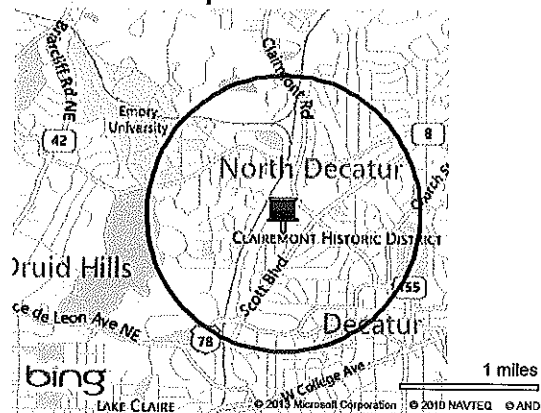 Briarcliff Rd NE
Clairmont Rd
Emory
University
42
8
North Decatur
Church St
CLAIREMONT HISTORIC DISTRICT
Druid Hills
Scott Blvd
155
ce de Leon Ave NE
78
Decatur
bing
W College Ave
1 miles
LAKE CLAIRE
© 2013 Microsoft Corporation © 2010 NAVTEQ © AND